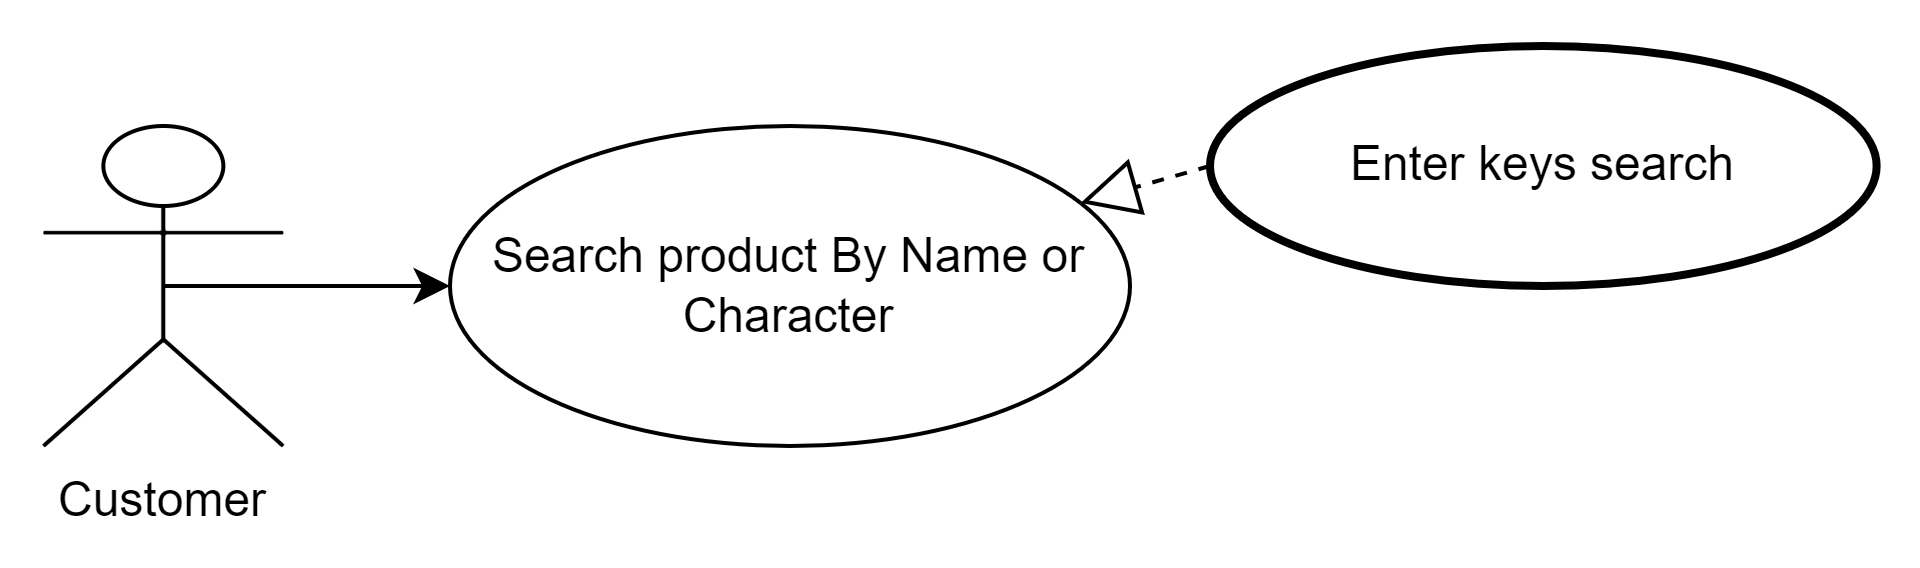 Enter keys search
Search product By Name or
Character
Customer